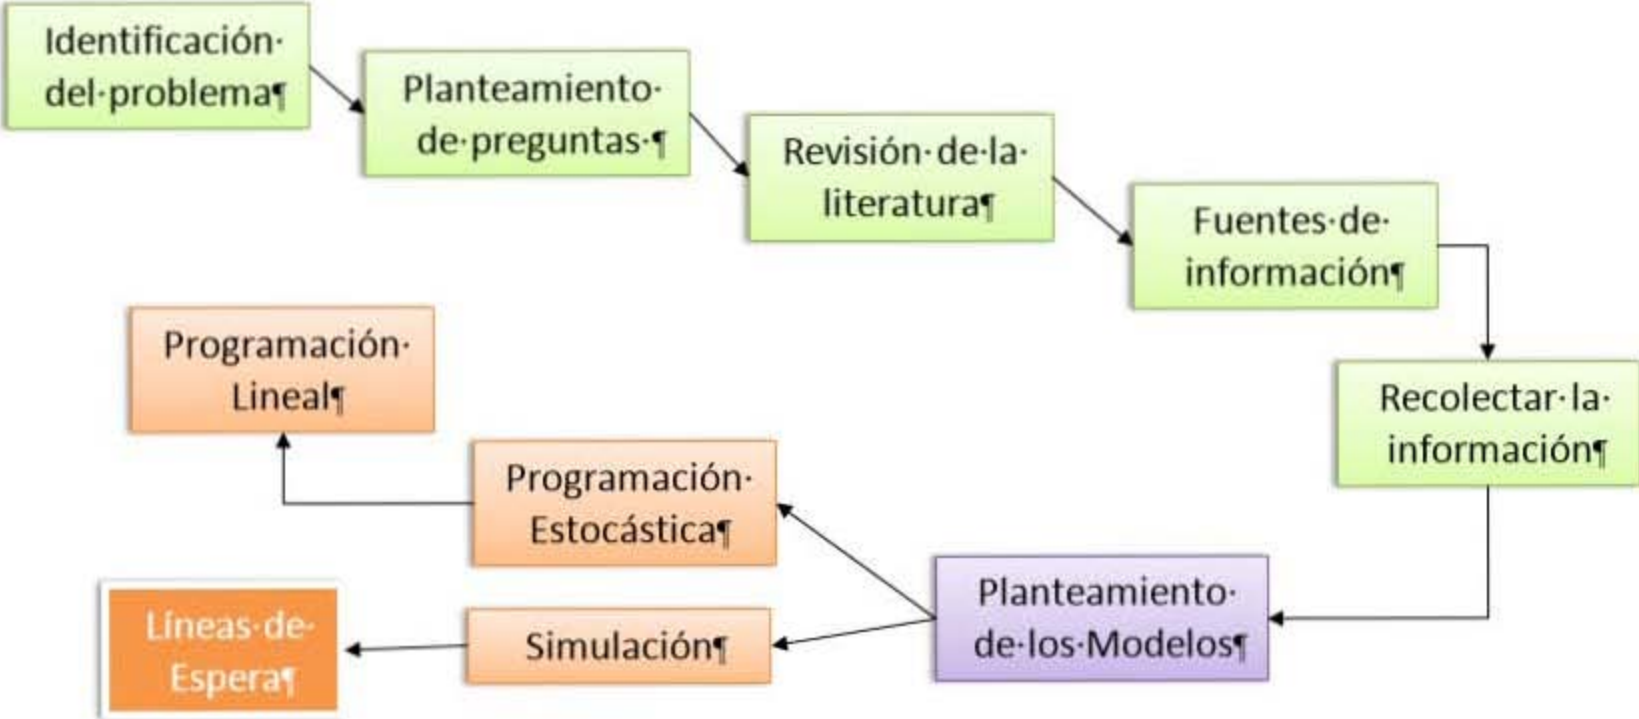 Identificación·
del·problema¶
Planteamiento·
de·preguntas·¶
Revisión·de·la·
literatura¶
Fuentes·de·
información¶
Recolectar·la·
información¶
Planteamiento·
de·los·Modelos¶
Programación·
Estocástica¶
Programación·
Lineal¶
Simulación¶
Líneas·de·
Espera¶